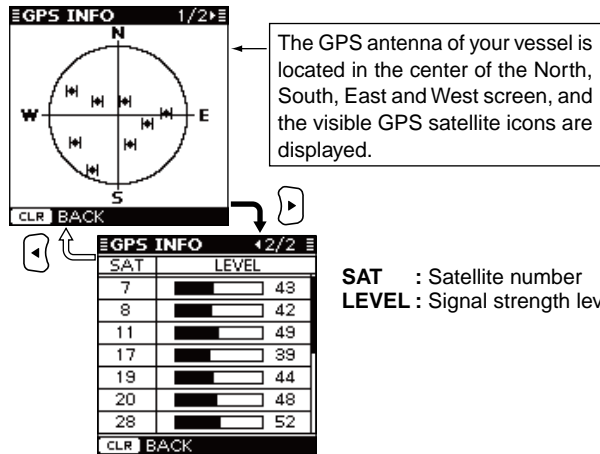 GPS INFO 1/2
N
W E
S
CLR BACK
The GPS antenna of your vessel is
located in the center of the North,
South, East and West screen, and
the visible GPS satellite icons are
displayed.
GPS INFO 2/2
SAT LEVEL
7 43
8 42
11 49
17 39
19 44
20 48
28 52
CLR BACK
SAT : Satellite number
LEVEL : Signal strength lev